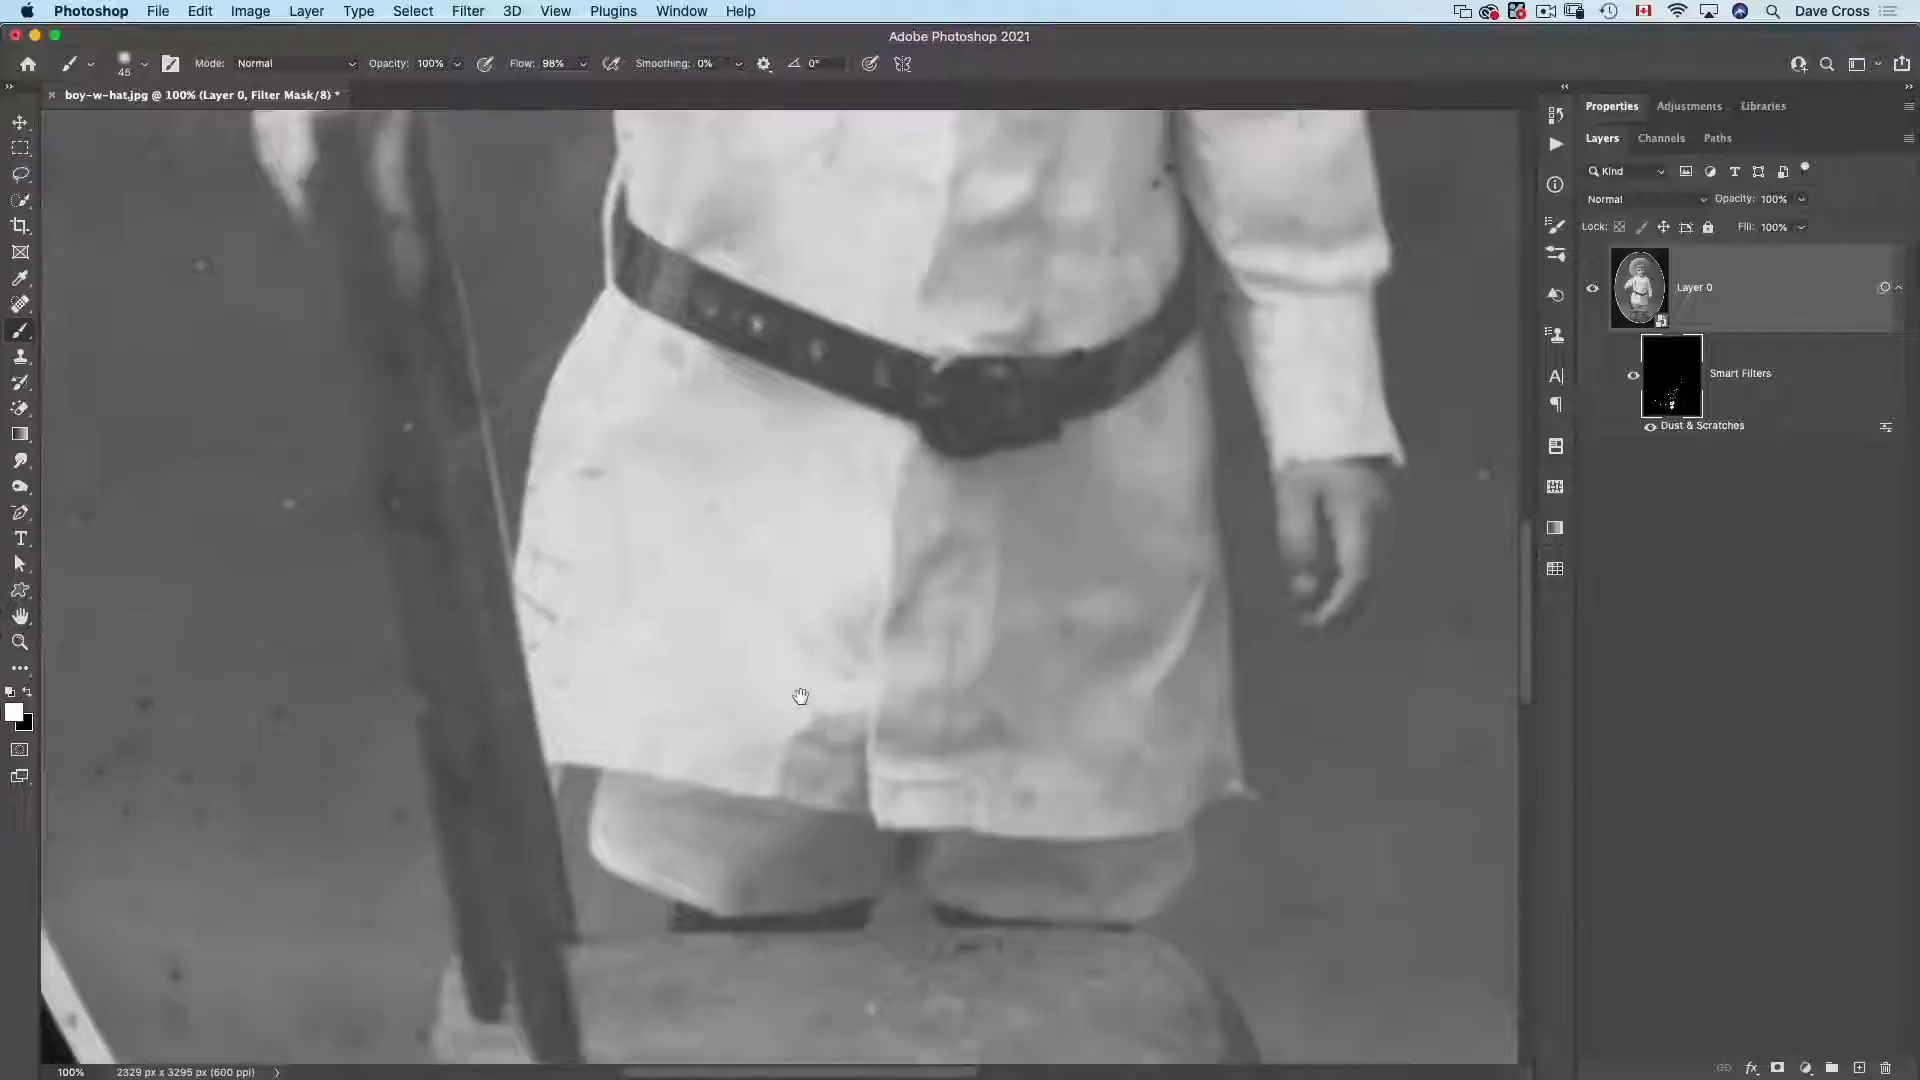 Photoshop File Edit Image Layer Type Select Filter 3D View Plugins Window Help Dave Cross
Adobe Photoshop 2021
45 Mode: Normal Opacity: 100% Flow: 98% Smoothing: 0% 0°
boy-w-hat.jpg @ 100% (Layer 0, Filter Mask/8) *
Properties Adjustments Libraries
Layers Channels Paths
Kind
Normal Opacity: 100%
Lock: Fill: 100%
Layer 0
Smart Filters
Dust & Scratches
100% 2329 px x 3295 px (600 ppi)